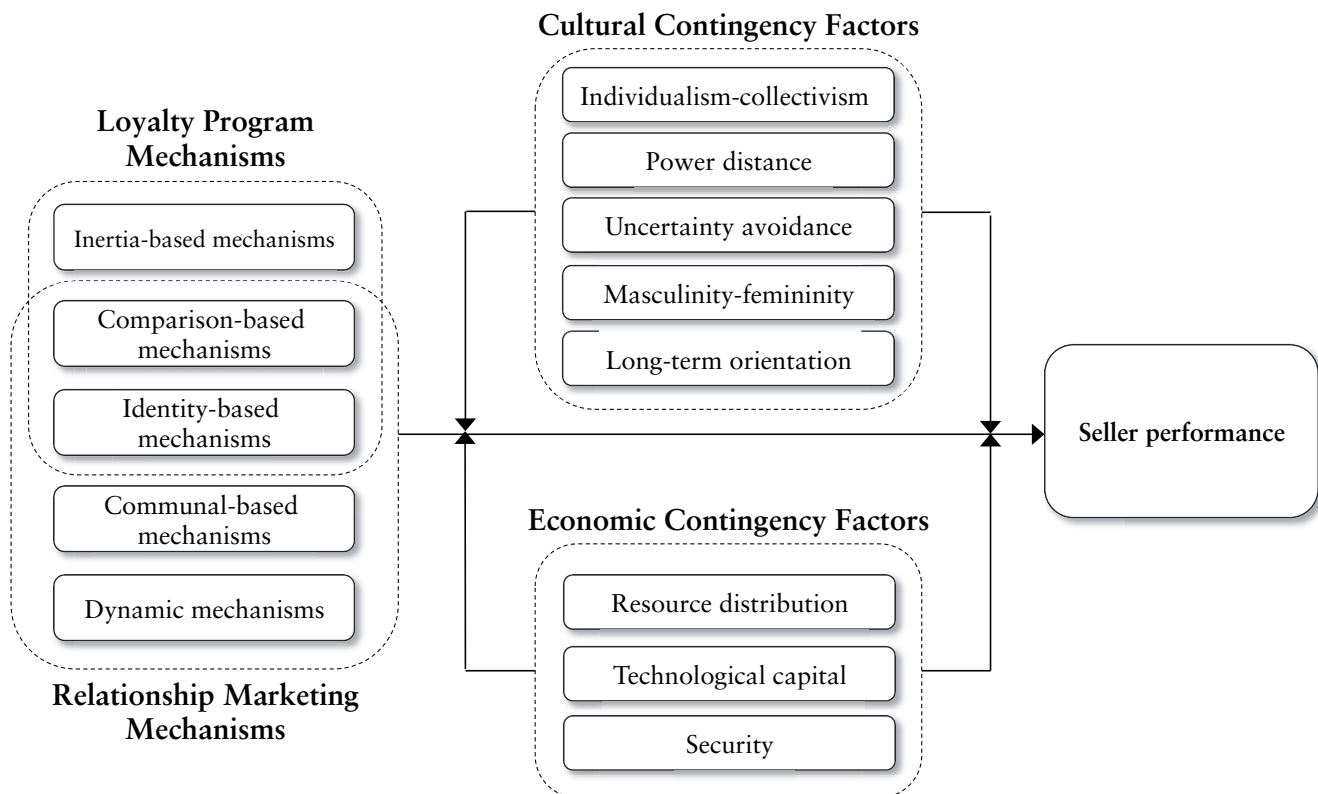 Loyalty Program
Mechanisms
Inertia-based mechanisms
Comparison-based
mechanisms
Identity-based
mechanisms
Communal-based
mechanisms
Dynamic mechanisms
Relationship Marketing
Mechanisms
Cultural Contingency Factors
Individualism-collectivism
Power distance
Uncertainty avoidance
Masculinity-femininity
Long-term orientation
Economic Contingency Factors
Resource distribution
Technological capital
Security
Seller performance